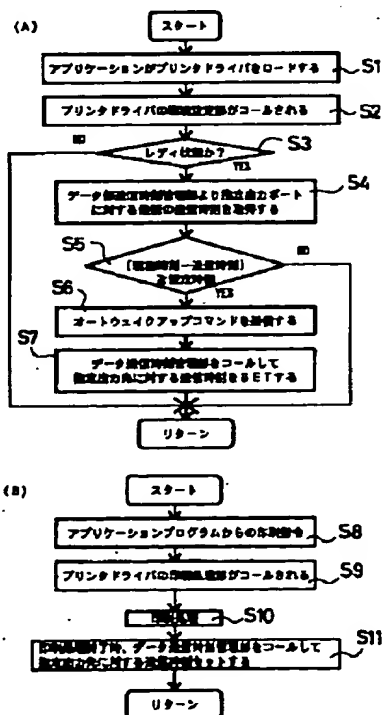 (A)
スタート
アプリケーションがプリンタドライバをロードする S1
プリンタドライバの環境設定部がコールされる S2
NO
レディ状態か? S3
YES
データ最終送信時刻管理部より指定出力ポート S4
に対する最後の送信時刻を取得する
S5
[現在時刻-送信時刻]
NO
≧設定時間
YES
S6
オートウェイクアップコマンドを送信する
S7
データ送信時刻管理部をコールして
指定出力先に対する送信時刻をSETする
リターン
(B)
スタート
アプリケーションプログラムからの印刷指令 S8
プリンタドライバの印刷処理部がコールされる S9
S10
印刷処理終了時、データ送信時刻管理部をコールして S11
指定出力先に対する送信時刻をセットする
リターン